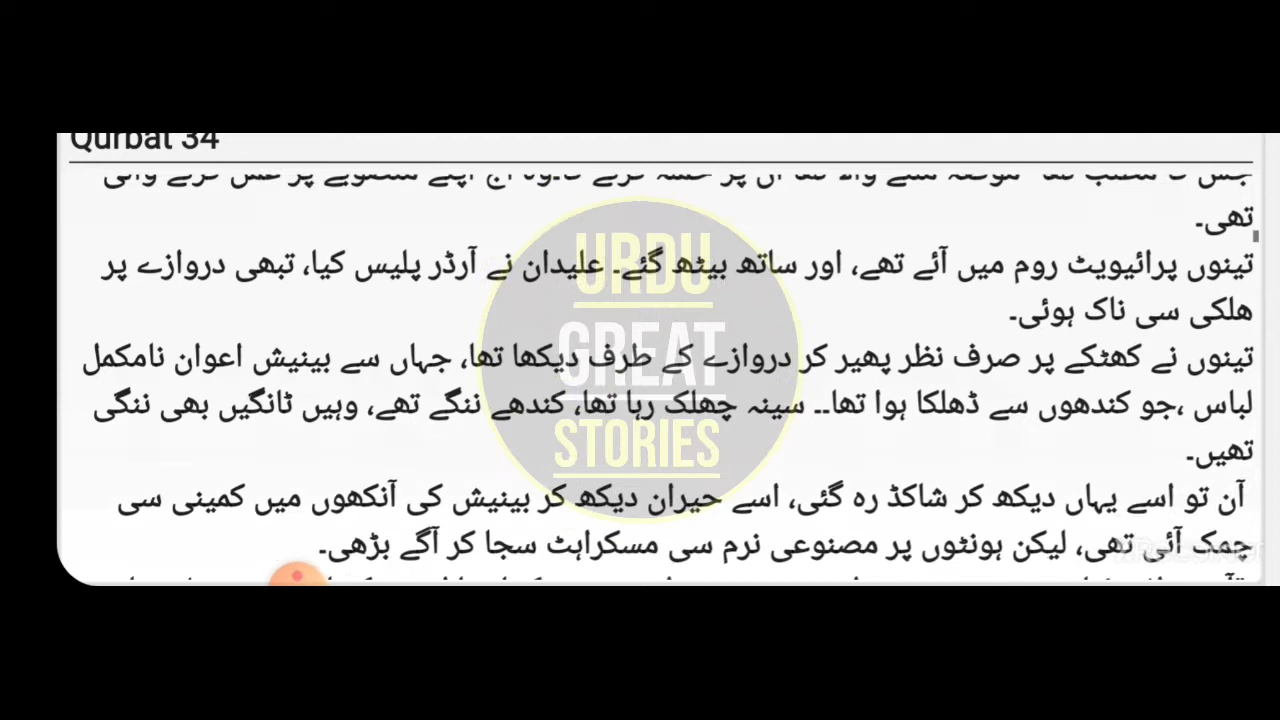 Qurbat 34
تھی۔
تینوں پرائیویٹ روم میں آئے تھے، اور ساتھ بیٹھ گئے۔ علیدان نے آرڈر پلیس کیا، تبھی دروازے پر
ھلکی سی ناک ہوئی۔
تینوں نے کھٹکے پر صرف نظر پھیر کر دروازے کے طرف دیکھا تھا، جہاں سے بینیش اعوان نامکمل
لباس ،جو کندھوں سے ڈھلکا ہوا تھا۔۔ سینہ چھلک رہا تھا، کندھے ننگے تھے، وہیں ٹانگیں بھی ننگی
تھیں۔
آن تو اسے یہاں دیکھ کر شاکڈ رہ گئی، اسے حیران دیکھ کر بینیش کی آنکھوں میں کمینی سی
چمک آئی تھی، لیکن ہونٹوں پر مصنوعی نرم سی مسکراہٹ سجا کر آگے بڑھی۔
URDU
GREAT
STORIES